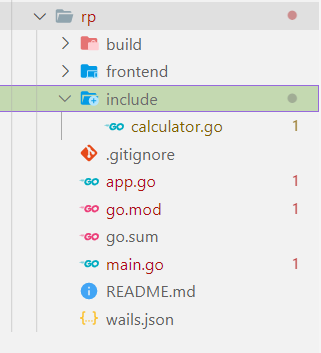 rp
build
frontend
include
GO calculator.go 1
.gitignore
GO app.go 1
GO go.mod 1
GO go.sum
GO main.go 1
README.md
wails.json